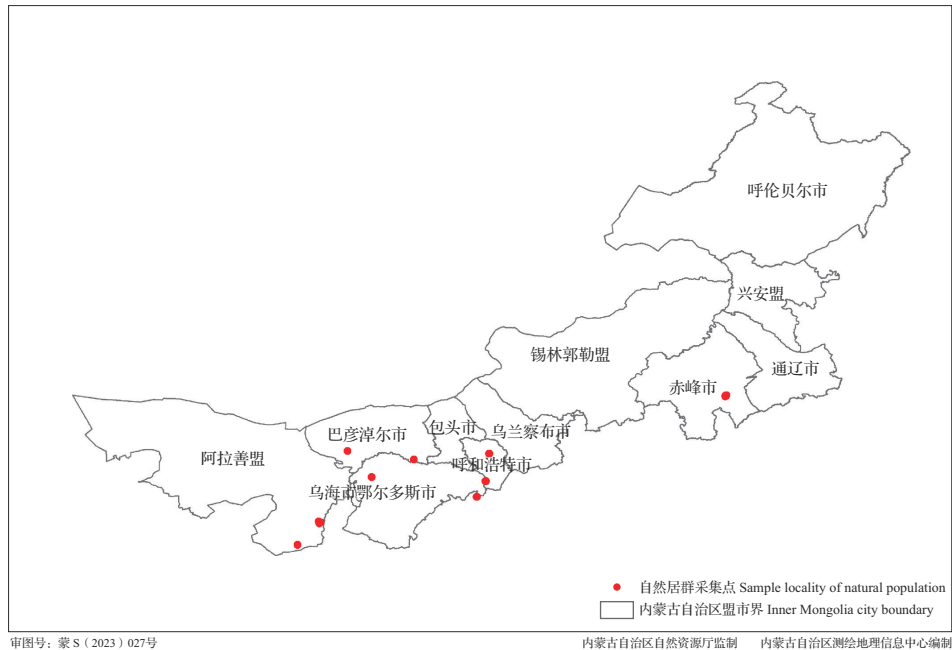 呼伦贝尔市
兴安盟
锡林郭勒盟
通辽市
赤峰市
包头市
乌兰察布市
巴彦淖尔市
阿拉善盟
呼和浩特市
乌海市鄂尔多斯市
自然居群采集点 Sample locality of natural population
内蒙古自治区盟市界 Inner Mongolia city boundary
审图号：蒙 S（2023）027号
内蒙古自治区自然资源厅监制 内蒙古自治区测绘地理信息中心编制